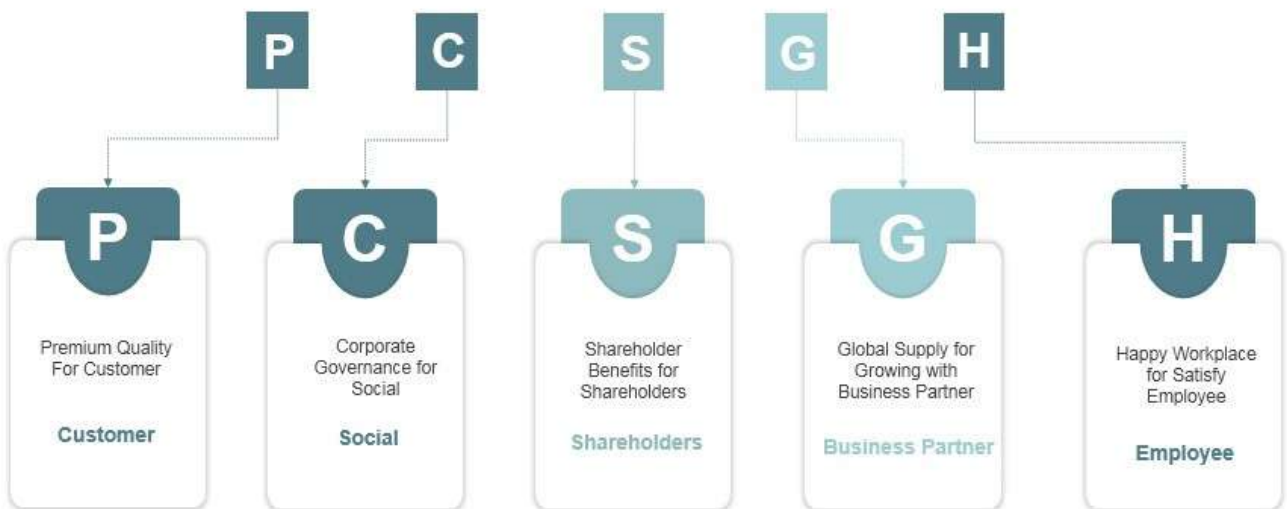 P
C
S
G
H
P
C
S
G
H
Premium Quality
For Customer
Customer
Corporate
Governance for
Social
Social
Shareholder
Benefits for
Shareholders
Shareholders
Global Supply for
Growing with
Business Partner
Business Partner
Happy Workplace
for Satisfy
Employee
Employee